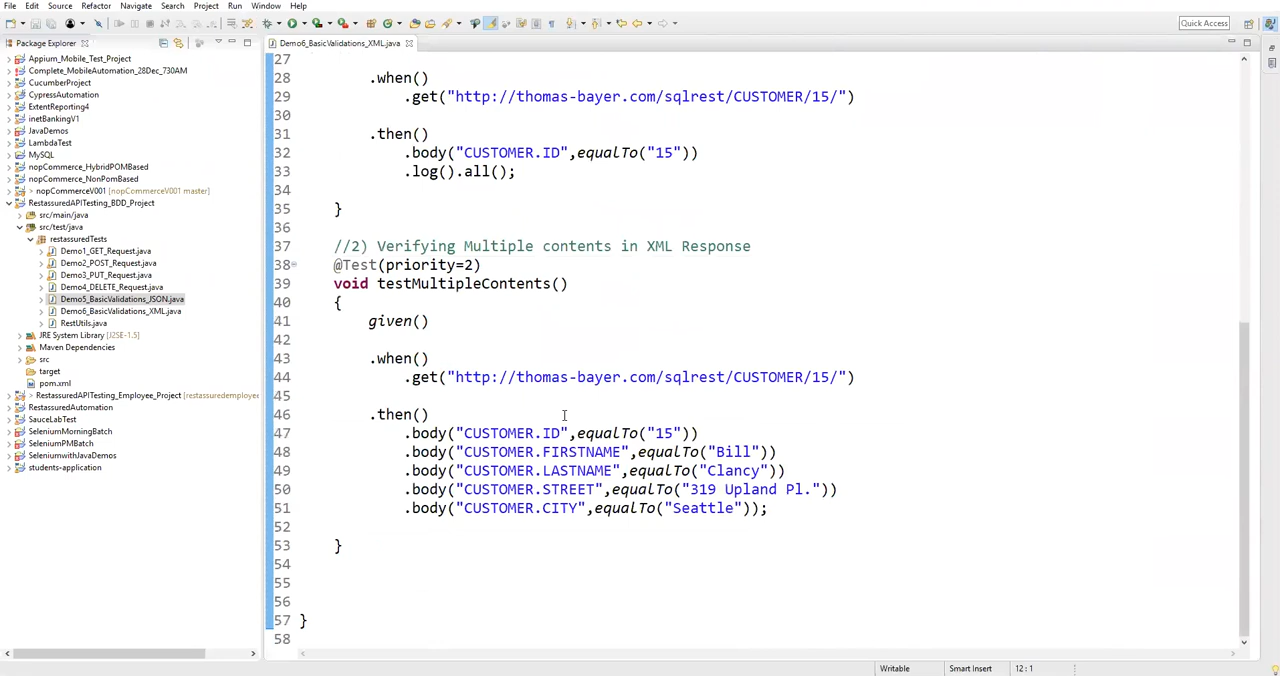 File Edit Source Refactor Navigate Search Project Run Window Help
Quick Access
Package Explorer
Appium_Mobile_Test_Project
Complete_MobileAutomation_28Dec_730AM
CucumberProject
CypressAutomation
ExtentReporting4
inetBankingV1
JavaDemos
LambdaTest
MySQL
nopCommerce_HybridPOMBased
nopCommerce_NonPomBased
> nopCommerceV001 [nopCommerceV001 master]
RestassuredAPITesting_BDD_Project
src/main/java
src/test/java
restassuredTests
Demo1_GET_Request.java
Demo2_POST_Request.java
Demo3_PUT_Request.java
Demo4_DELETE_Request.java
Demo5_BasicValidations_JSON.java
Demo6_BasicValidations_XML.java
RestUtils.java
JRE System Library [J2SE-1.5]
Maven Dependencies
src
target
pom.xml
> RestassuredAPITesting_Employee_Project [restassuredemployee
RestassuredAutomation
SauceLabTest
SeleniumMorningBatch
SeleniumPMBatch
SeleniumwithJavaDemos
students-application
Demo6_BasicValidations_XML.java
27
28 .when()
29 .get("http://thomas-bayer.com/sqlrest/CUSTOMER/15/")
30
31 .then()
32 .body("CUSTOMER.ID",equalTo("15"))
33 .log().all();
34
35 }
36
37 //2) Verifying Multiple contents in XML Response
38 @Test(priority=2)
39 void testMultipleContents()
40 {
41 given()
42
43 .when()
44 .get("http://thomas-bayer.com/sqlrest/CUSTOMER/15/")
45
46 .then()
47 .body("CUSTOMER.ID",equalTo("15"))
48 .body("CUSTOMER.FIRSTNAME",equalTo("Bill"))
49 .body("CUSTOMER.LASTNAME",equalTo("Clancy"))
50 .body("CUSTOMER.STREET",equalTo("319 Upland Pl."))
51 .body("CUSTOMER.CITY",equalTo("Seattle"));
52
53 }
54
55
56
57 }
58
Writable Smart Insert 12 : 1